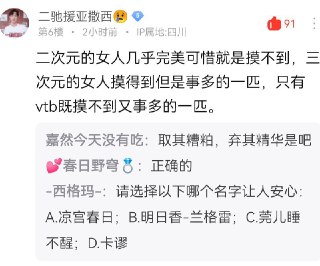 二驰援亚撒西😢
91
第6楼 · 2小时前 · IP属地:四川
二次元的女人几乎完美可惜就是摸不到，三
次元的女人摸得到但是事多的一匹，只有
vtb既摸不到又事多的一匹。
嘉然今天没有吃：取其糟粕，弃其精华是吧
💕春日野穹💍：正确的
-西格玛-：请选择以下哪个名字让人安心：
A.凉宫春日；B.明日香-兰格雷；C.莞儿睡
不醒；D.卡谬